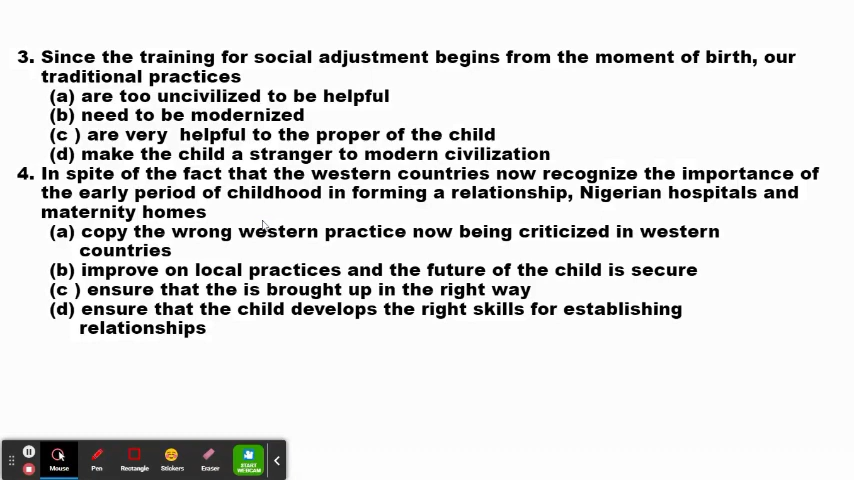 3. Since the training for social adjustment begins from the moment of birth, our
traditional practices
(a) are too uncivilized to be helpful
(b) need to be modernized
(c ) are very helpful to the proper of the child
(d) make the child a stranger to modern civilization
4. In spite of the fact that the western countries now recognize the importance of
the early period of childhood in forming a relationship, Nigerian hospitals and
maternity homes
(a) copy the wrong western practice now being criticized in western
countries
(b) improve on local practices and the future of the child is secure
(c ) ensure that the is brought up in the right way
(d) ensure that the child develops the right skills for establishing
relationships
Mouse Pen Rectangle Stickers Eraser START WEBCAM